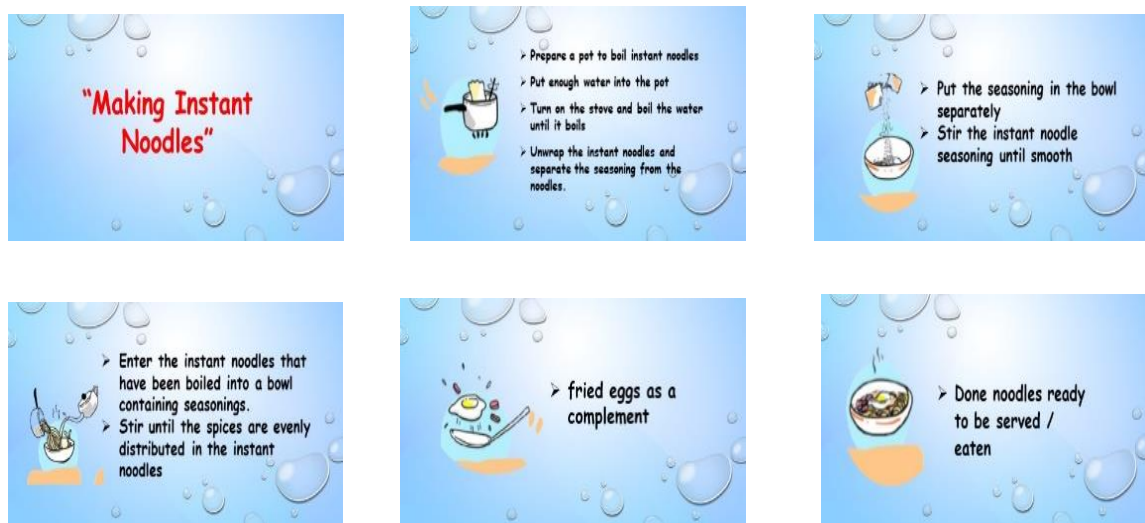 “Making Instant
Noodles”
➢ Prepare a pot to boil instant noodles
➢ Put enough water into the pot
➢ Turn on the stove and boil the water
until it boils
➢ Unwrap the instant noodles and
separate the seasoning from the
noodles.
➢ Put the seasoning in the bowl
separately
➢ Stir the instant noodle
seasoning until smooth
➢ Enter the instant noodles that
have been boiled into a bowl
containing seasonings.
➢ Stir until the spices are evenly
distributed in the instant
noodles
➢ fried eggs as a
complement
➢ Done noodles ready
to be served /
eaten